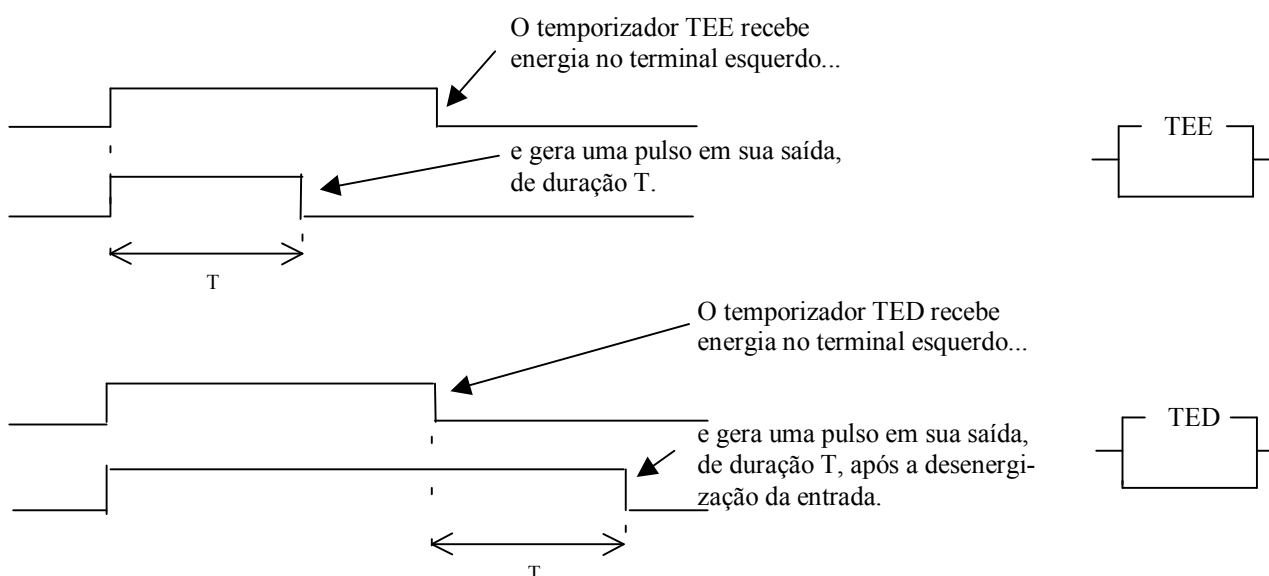 O temporizador TEE recebe
energia no terminal esquerdo...
TEE
e gera uma pulso em sua saída,
de duração T.
T
O temporizador TED recebe
energia no terminal esquerdo...
TED
e gera uma pulso em sua saída,
de duração T, após a desenergi-
zação da entrada.
T